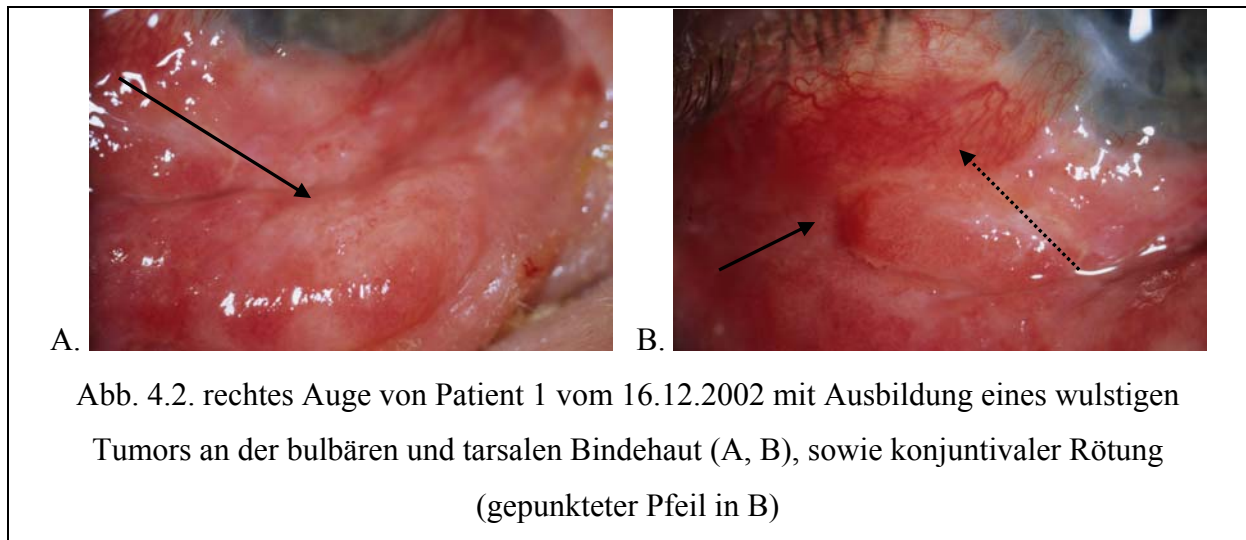 A.
B.
Abb. 4.2. rechtes Auge von Patient 1 vom 16.12.2002 mit Ausbildung eines wulstigen
Tumors an der bulbären und tarsalen Bindehaut (A, B), sowie konjuntivaler Rötung
(gepunkteter Pfeil in B)